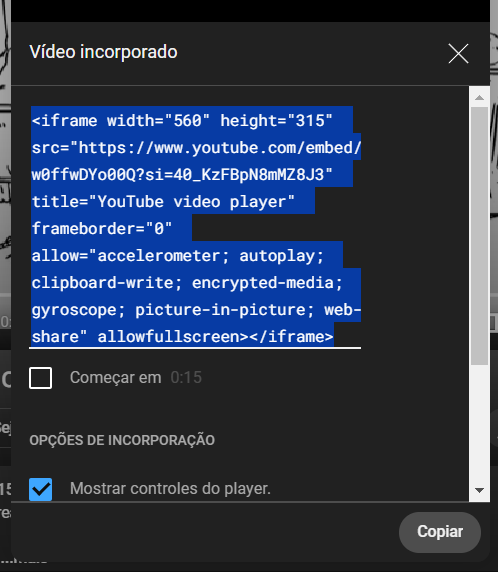 Vídeo incorporado
<iframe width="560" height="315"
src="https://www.youtube.com/embed/
w0ffwDYo00Q?si=40_KzFBpN8mMZ8J3"
title="YouTube video player"
frameborder="0"
allow="accelerometer; autoplay;
clipboard-write; encrypted-media;
gyroscope; picture-in-picture; web-
share" allowfullscreen></iframe>
Começar em 0:15
OPÇÕES DE INCORPORAÇÃO
Mostrar controles do player.
Copiar